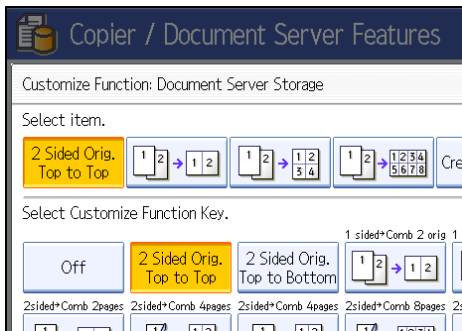 Copier / Document Server Features
Customize Function: Document Server Storage
Select item.
2 Sided Orig.
Top to Top
1 2 → 1 2
1 2 → 1 2 3 4
1 2 → 1 2 3 4 5 6 7 8
Cre
Select Customize Function Key.
1 sided→Comb 2 orig 1
Off
2 Sided Orig.
Top to Top
2 Sided Orig.
Top to Bottom
1 2 → 1 2
2sided→Comb 2pages 2sided→Comb 4pages 2sided→Comb 4pages 2sided→Comb 8pages 2s